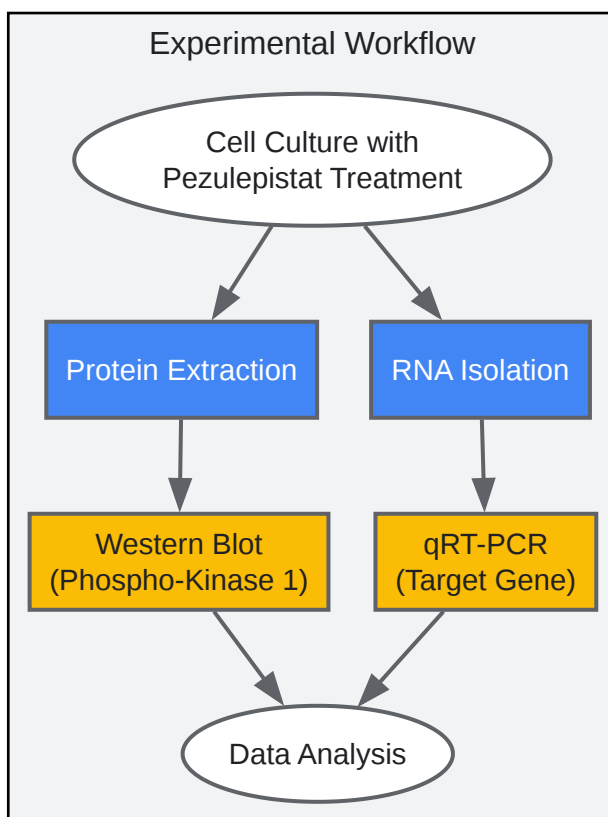 Experimental Workflow
Cell Culture with
Pezulepistat Treatment
Protein Extraction
RNA Isolation
Western Blot
(Phospho-Kinase 1)
qRT-PCR
(Target Gene)
Data Analysis